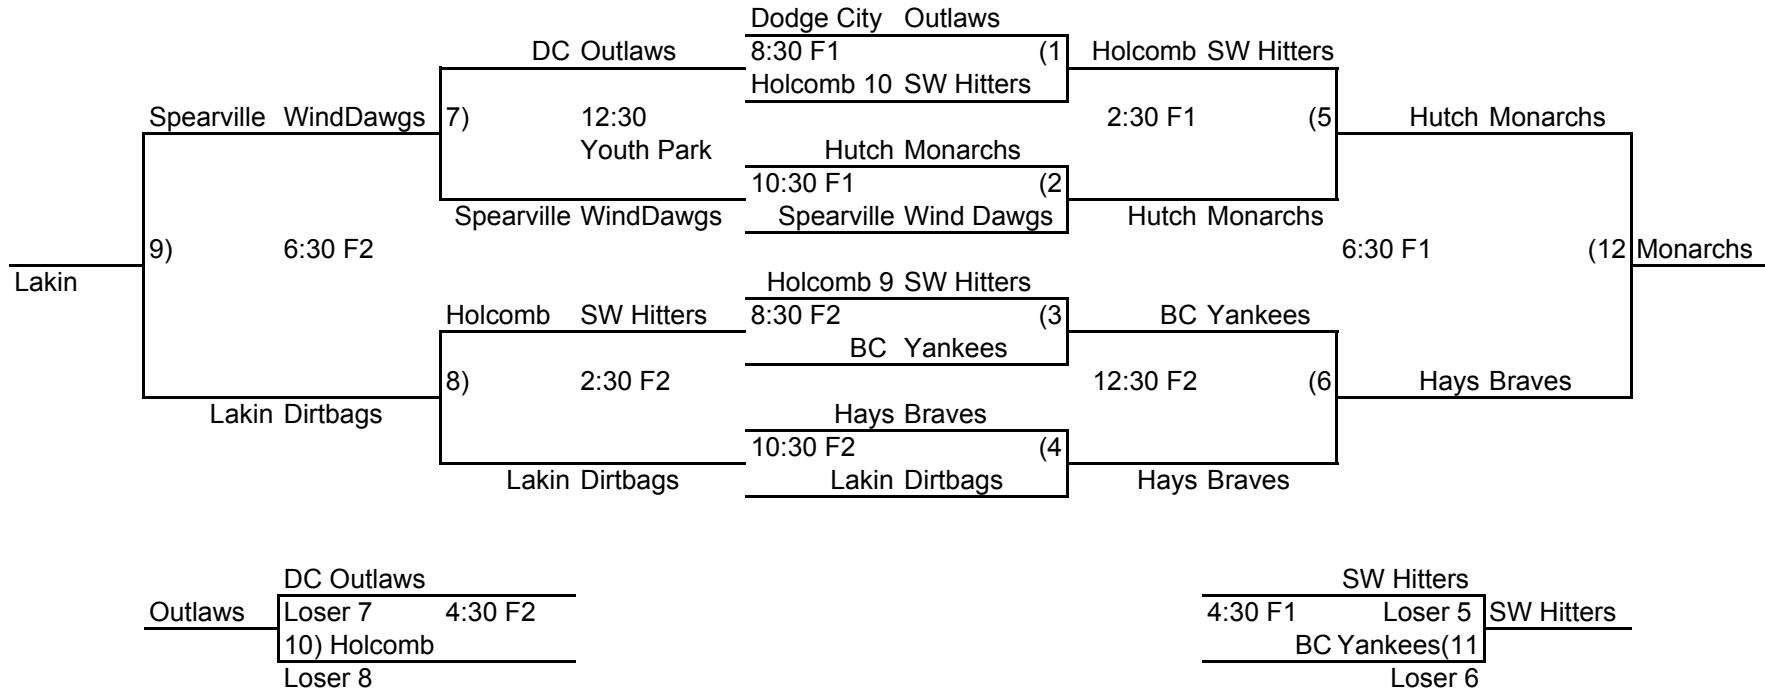 Dodge City Outlaws
DC Outlaws 8:30 F1 (1 Holcomb SW Hitters
Holcomb 10 SW Hitters
Spearville WindDawgs 7) 12:30 2:30 F1 (5 Hutch Monarchs
Youth Park Hutch Monarchs
10:30 F1 (2
Spearville WindDawgs Spearville Wind Dawgs Hutch Monarchs
9) 6:30 F2 6:30 F1 (12 Monarchs
Lakin Holcomb 9 SW Hitters
Holcomb SW Hitters 8:30 F2 (3 BC Yankees
BC Yankees
8) 2:30 F2 12:30 F2 (6 Hays Braves
Lakin Dirtbags Hays Braves
10:30 F2 (4
Lakin Dirtbags Lakin Dirtbags Hays Braves
DC Outlaws SW Hitters
Outlaws Loser 7 4:30 F2 4:30 F1 Loser 5 SW Hitters
10) Holcomb BC Yankees(11
Loser 8 Loser 6